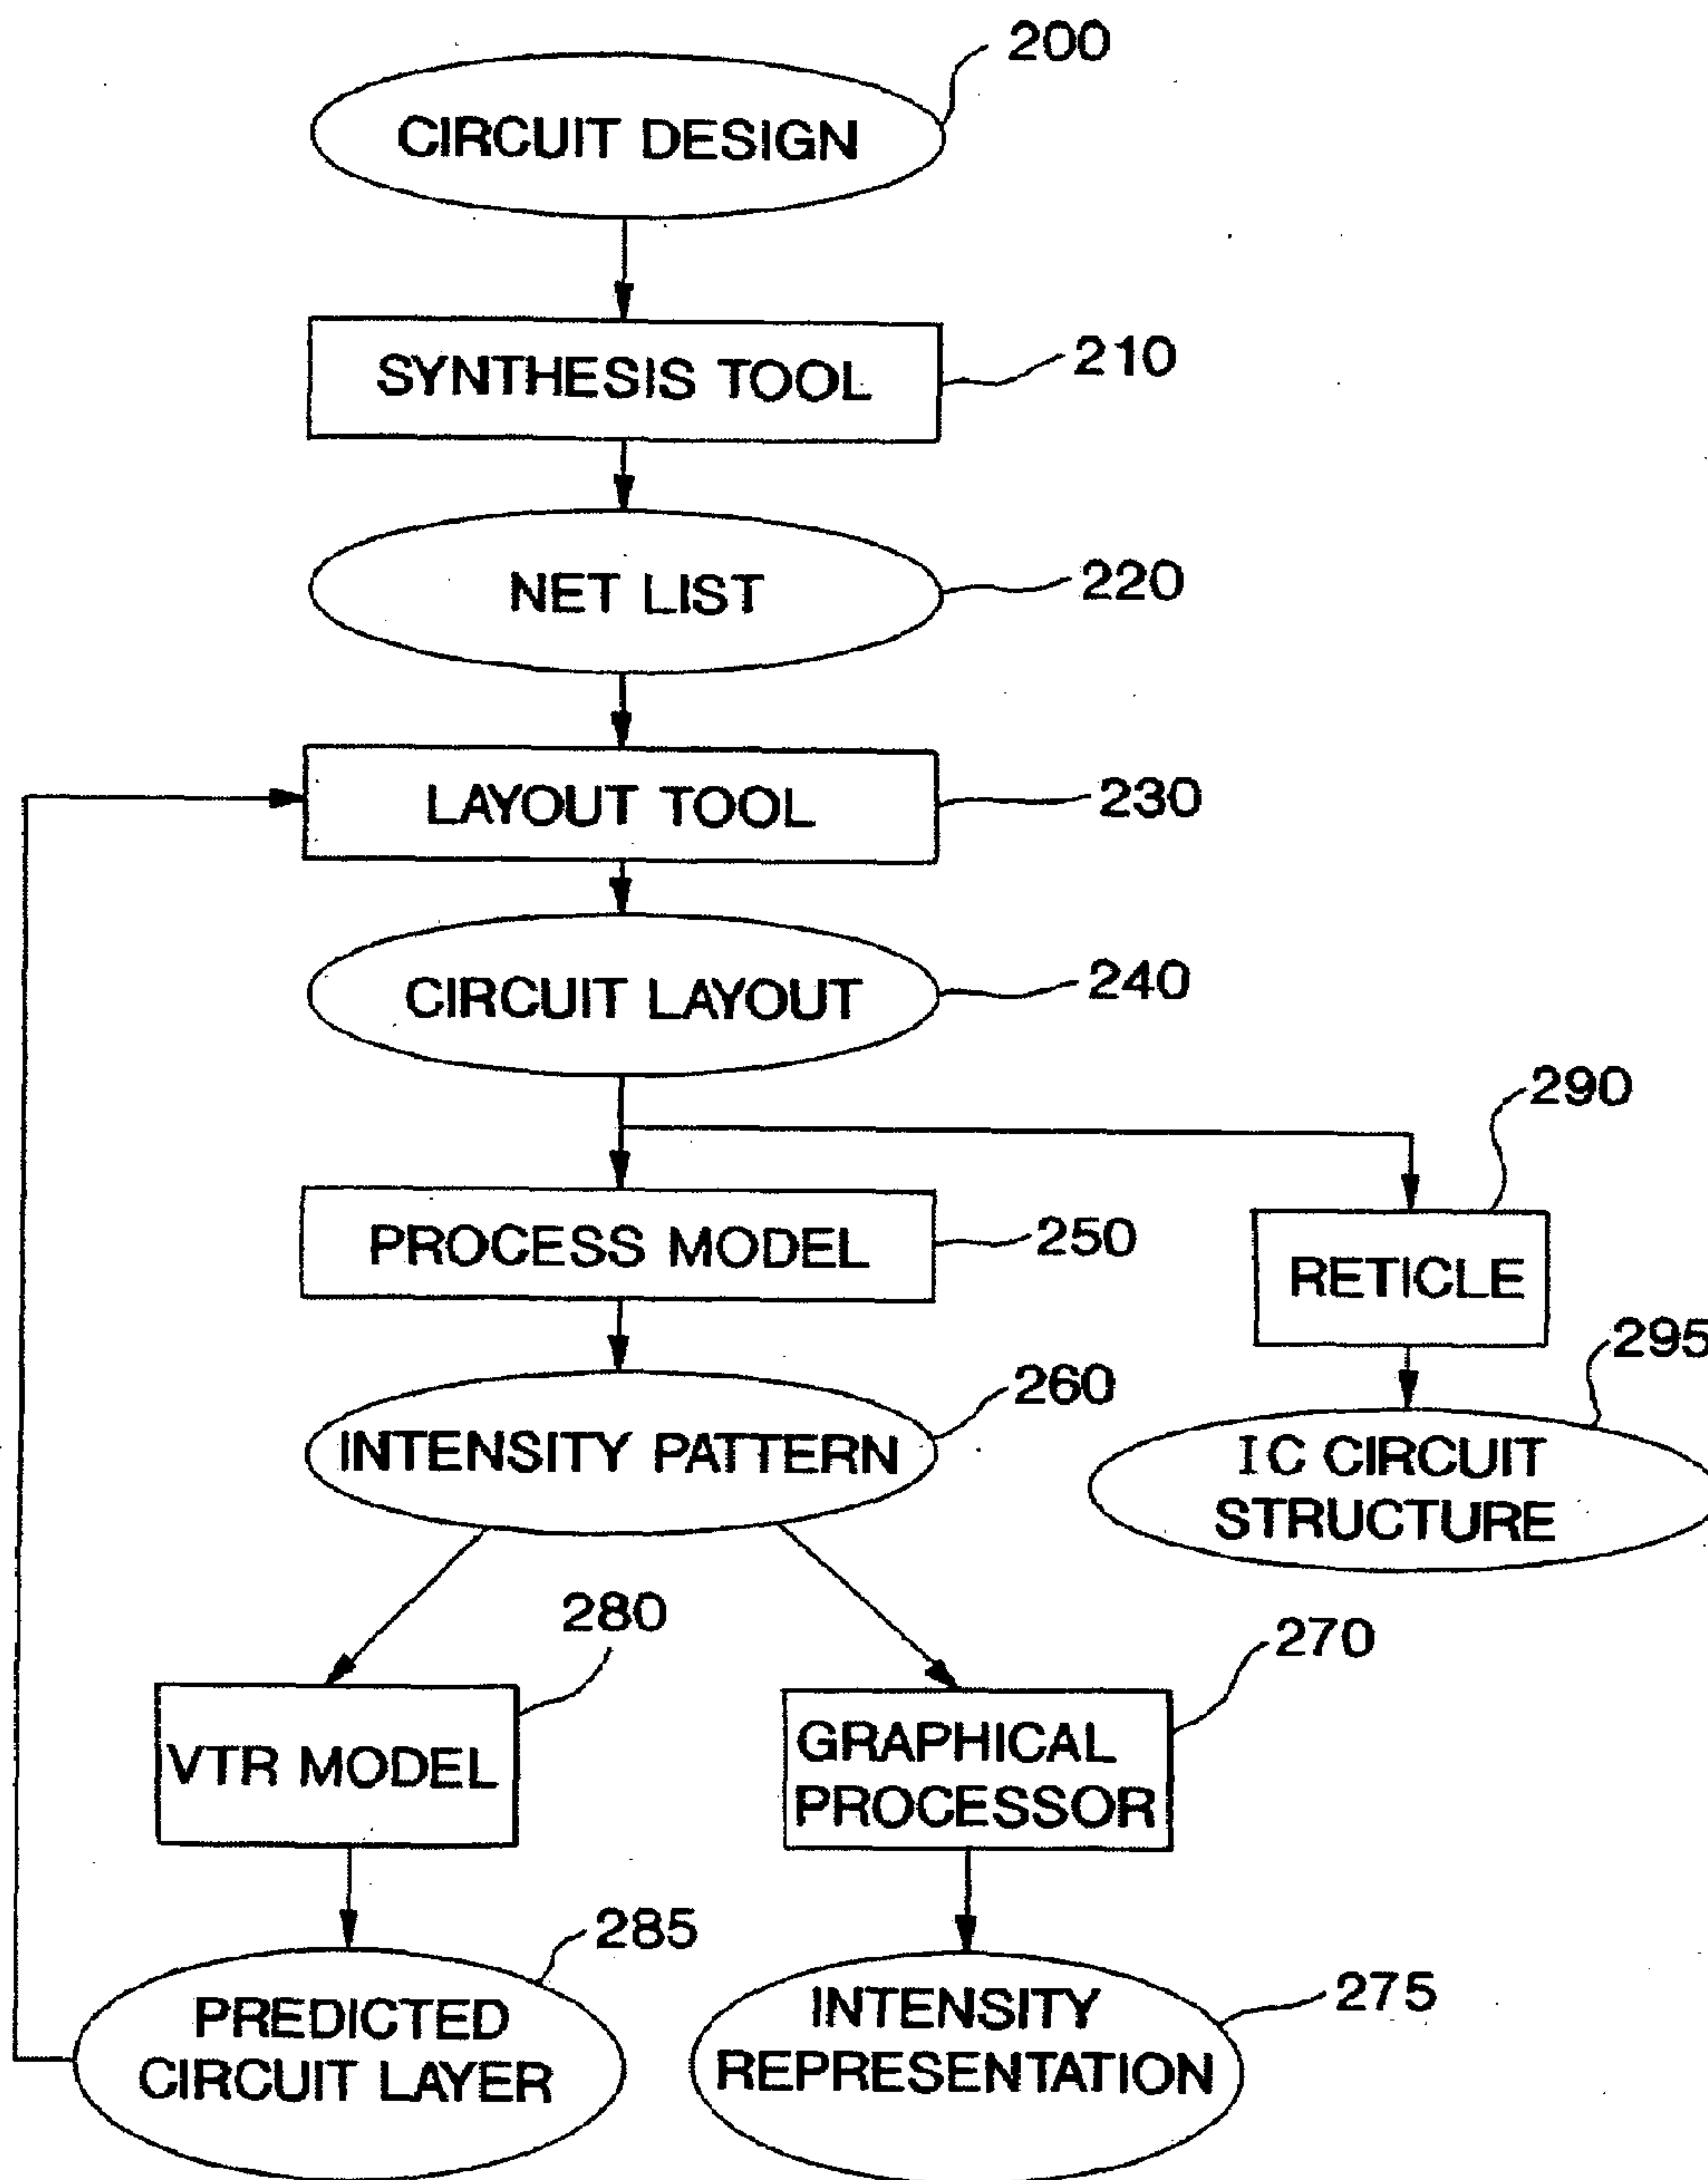 200
CIRCUIT DESIGN
SYNTHESIS TOOL
210
NET LIST
220
LAYOUT TOOL
230
CIRCUIT LAYOUT
240
290
PROCESS MODEL
250
RETICLE
295
260
INTENSITY PATTERN
IC CIRCUIT
STRUCTURE
280
270
VTR MODEL
GRAPHICAL
PROCESSOR
285
275
PREDICTED
CIRCUIT LAYER
INTENSITY
REPRESENTATION